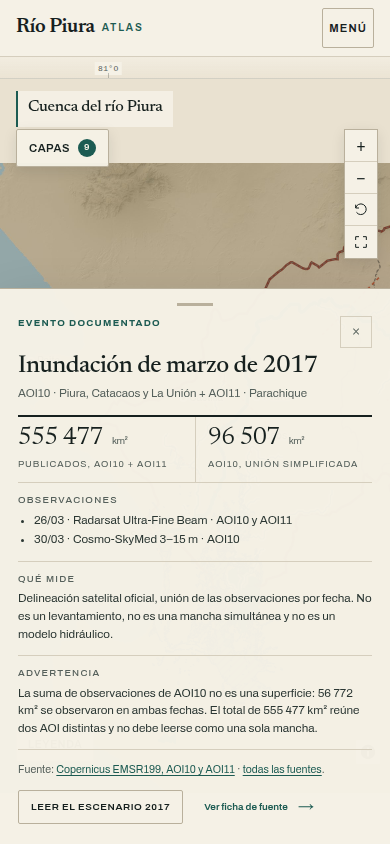 Río Piura ATLAS
MENÚ
81°O
Cuenca del río Piura
CAPAS 9
+
−
EVENTO DOCUMENTADO
×
Inundación de marzo de 2017
AOI10 · Piura, Catacaos y La Unión + AOI11 · Parachique
555 477 km²
96 507 km²
PUBLICADOS, AOI10 + AOI11
AOI10, UNIÓN SIMPLIFICADA
OBSERVACIONES
• 26/03 · Radarsat Ultra-Fine Beam · AOI10 y AOI11
• 30/03 · Cosmo-SkyMed 3–15 m · AOI10
QUÉ MIDE
Delineación satelital oficial, unión de las observaciones por fecha. No
es un levantamiento, no es una mancha simultánea y no es un
modelo hidráulico.
ADVERTENCIA
La suma de observaciones de AOI10 no es una superficie: 56 772
km² se observaron en ambas fechas. El total de 555 477 km² reúne
dos AOI distintas y no debe leerse como una sola mancha.
Fuente: Copernicus EMSR199, AOI10 y AOI11 · todas las fuentes.
LEER EL ESCENARIO 2017
Ver ficha de fuente →